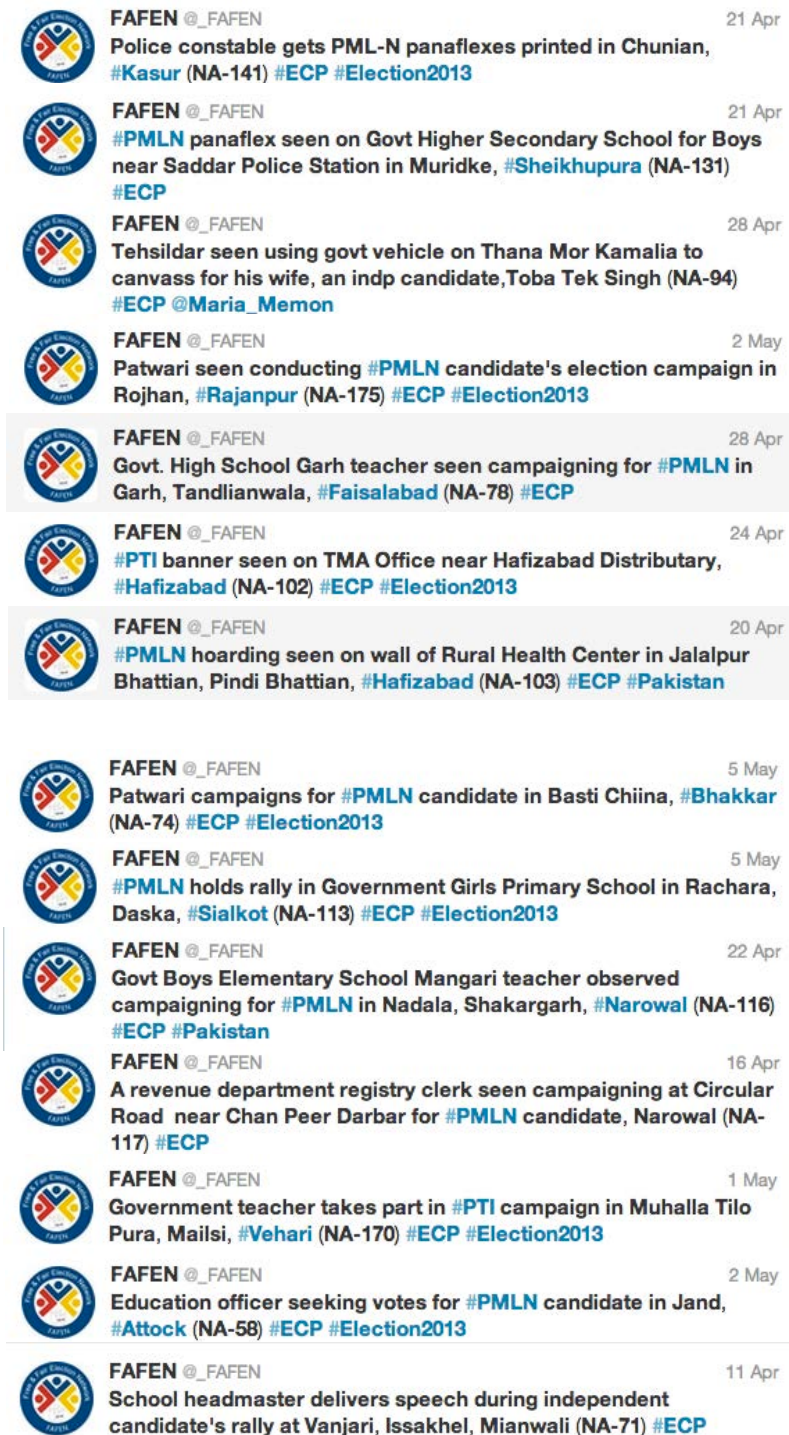 FAFEN @_FAFEN 21 Apr
Police constable gets PML-N panaflexes printed in Chunian,
#Kasur (NA-141) #ECP #Election2013
FAFEN @_FAFEN 21 Apr
#PMLN panaflex seen on Govt Higher Secondary School for Boys
near Saddar Police Station in Muridke, #Sheikhupura (NA-131)
#ECP
FAFEN @_FAFEN 28 Apr
Tehsildar seen using govt vehicle on Thana Mor Kamalia to
canvass for his wife, an indp candidate,Toba Tek Singh (NA-94)
#ECP @Maria_Memon
FAFEN @_FAFEN 2 May
Patwari seen conducting #PMLN candidate's election campaign in
Rojhan, #Rajanpur (NA-175) #ECP #Election2013
FAFEN @_FAFEN 28 Apr
Govt. High School Garh teacher seen campaigning for #PMLN in
Garh, Tandlianwala, #Faisalabad (NA-78) #ECP
FAFEN @_FAFEN 24 Apr
#PTI banner seen on TMA Office near Hafizabad Distributary,
#Hafizabad (NA-102) #ECP #Election2013
FAFEN @_FAFEN 20 Apr
#PMLN hoarding seen on wall of Rural Health Center in Jalalpur
Bhattian, Pindi Bhattian, #Hafizabad (NA-103) #ECP #Pakistan
FAFEN @_FAFEN 5 May
Patwari campaigns for #PMLN candidate in Basti Chiina, #Bhakkar
(NA-74) #ECP #Election2013
FAFEN @_FAFEN 5 May
#PMLN holds rally in Government Girls Primary School in Rachara,
Daska, #Sialkot (NA-113) #ECP #Election2013
FAFEN @_FAFEN 22 Apr
Govt Boys Elementary School Mangari teacher observed
campaigning for #PMLN in Nadala, Shakargarh, #Narowal (NA-116)
#ECP #Pakistan
FAFEN @_FAFEN 16 Apr
A revenue department registry clerk seen campaigning at Circular
Road near Chan Peer Darbar for #PMLN candidate, Narowal (NA-
117) #ECP
FAFEN @_FAFEN 1 May
Government teacher takes part in #PTI campaign in Muhalla Tilo
Pura, Mailsi, #Vehari (NA-170) #ECP #Election2013
FAFEN @_FAFEN 2 May
Education officer seeking votes for #PMLN candidate in Jand,
#Attock (NA-58) #ECP #Election2013
FAFEN @_FAFEN 11 Apr
School headmaster delivers speech during independent
candidate's rally at Vanjari, Issakhel, Mianwali (NA-71) #ECP